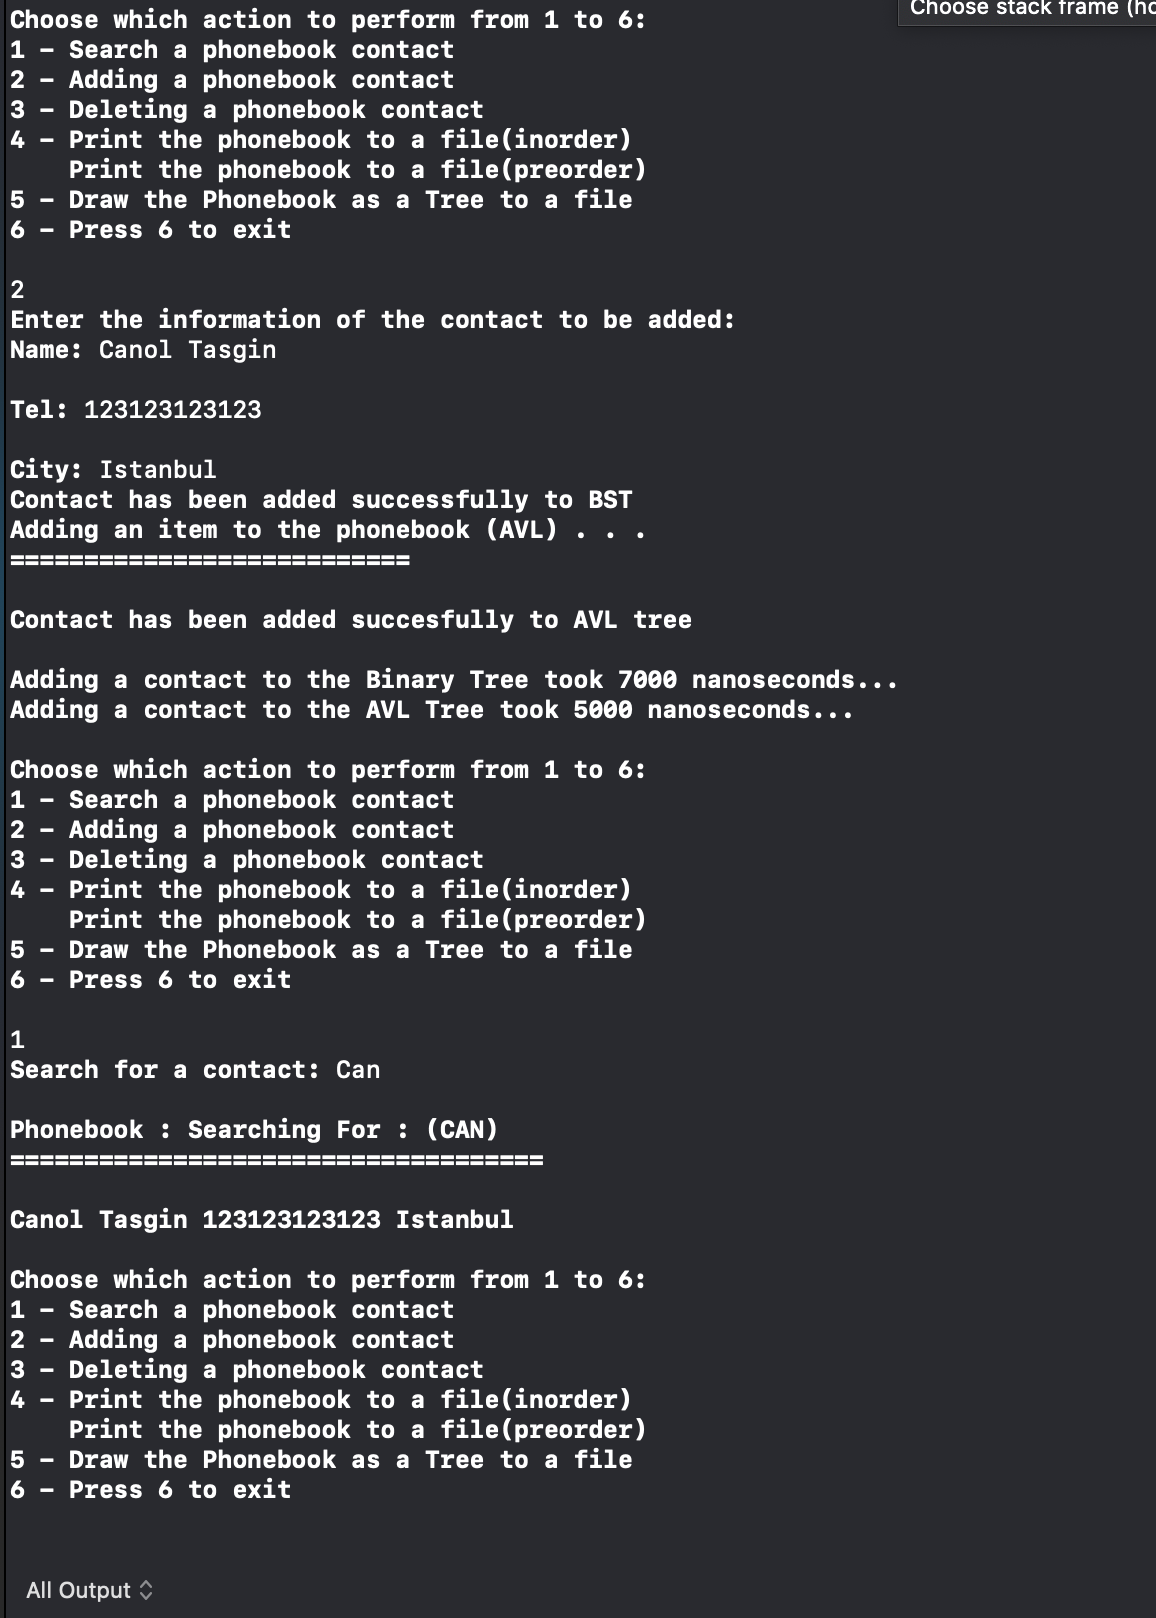 Choose stack frame (ho
Choose which action to perform from 1 to 6:
1 – Search a phonebook contact
2 – Adding a phonebook contact
3 – Deleting a phonebook contact
4 – Print the phonebook to a file(inorder)
Print the phonebook to a file(preorder)
5 – Draw the Phonebook as a Tree to a file
6 – Press 6 to exit
2
Enter the information of the contact to be added:
Name: Canol Tasgin
Tel: 123123123123
City: Istanbul
Contact has been added successfully to BST
Adding an item to the phonebook (AVL) . . .
===========================
Contact has been added succesfully to AVL tree
Adding a contact to the Binary Tree took 7000 nanoseconds...
Adding a contact to the AVL Tree took 5000 nanoseconds...
Choose which action to perform from 1 to 6:
1 – Search a phonebook contact
2 – Adding a phonebook contact
3 – Deleting a phonebook contact
4 – Print the phonebook to a file(inorder)
Print the phonebook to a file(preorder)
5 – Draw the Phonebook as a Tree to a file
6 – Press 6 to exit
1
Search for a contact: Can
Phonebook : Searching For : (CAN)
====================================
Canol Tasgin 123123123123 Istanbul
Choose which action to perform from 1 to 6:
1 – Search a phonebook contact
2 – Adding a phonebook contact
3 – Deleting a phonebook contact
4 – Print the phonebook to a file(inorder)
Print the phonebook to a file(preorder)
5 – Draw the Phonebook as a Tree to a file
6 – Press 6 to exit
All Output